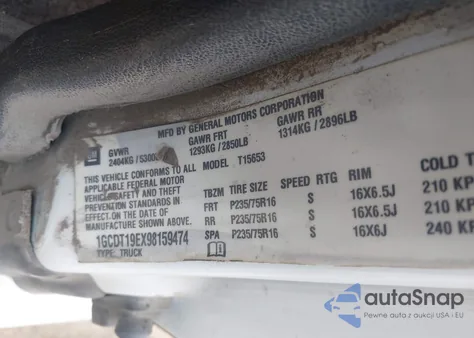 MFD BY GENERAL MOTORS CORPORATION
GVWR GAWR FRT GAWR RR
2404KG / 5300 1293KG / 2850LB 1314KG / 2896LB
THIS VEHICLE CONFORMS TO ALL MODEL T15653
APPLICABLE FEDERAL MOTOR
VEHICLE SAFETY AND THEFT TBZM TIRE SIZE SPEED RTG RIM COLD T
PREVENTION STANDARDS IN FRT P235/75R16 S 16X6.5J 210 KP
EFFECT ON THE DATE OF RR P235/75R16 S 16X6.5J 210 KP
MANUFACTURE SHOWN ABOVE. SPA P235/75R16 S 16X6J 240 KP
1GCDT19EX98159474
TYPE: TRUCK
autoSnap
Pewne auta z aukcji USA i EU